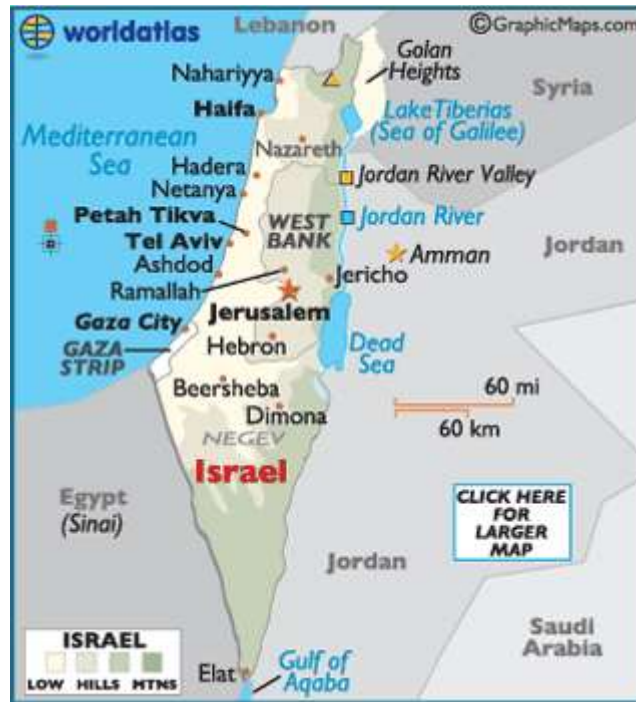 worldatlas
Lebanon
©GraphicMaps.com
Nahariyya
Golan
Heights
Syria
Haifa
Lake Tiberias
(Sea of Galilee)
Mediterranean
Sea
Nazareth
Hadera
Jordan River Valley
Netanya
Petah Tikva
WEST
BANK
Jordan River
Tel Aviv
Amman
Jordan
Ashdod
Jericho
Ramallah
Jerusalem
Gaza City
GAZA
STRIP
Hebron
Dead
Sea
Beersheba
60 mi
Dimona
60 km
NEGEV
Israel
Egypt
(Sinai)
CLICK HERE
FOR
LARGER
MAP
Jordan
ISRAEL
LOW HILLS MTNS
Saudi
Arabia
Elat
Gulf of
Aqaba